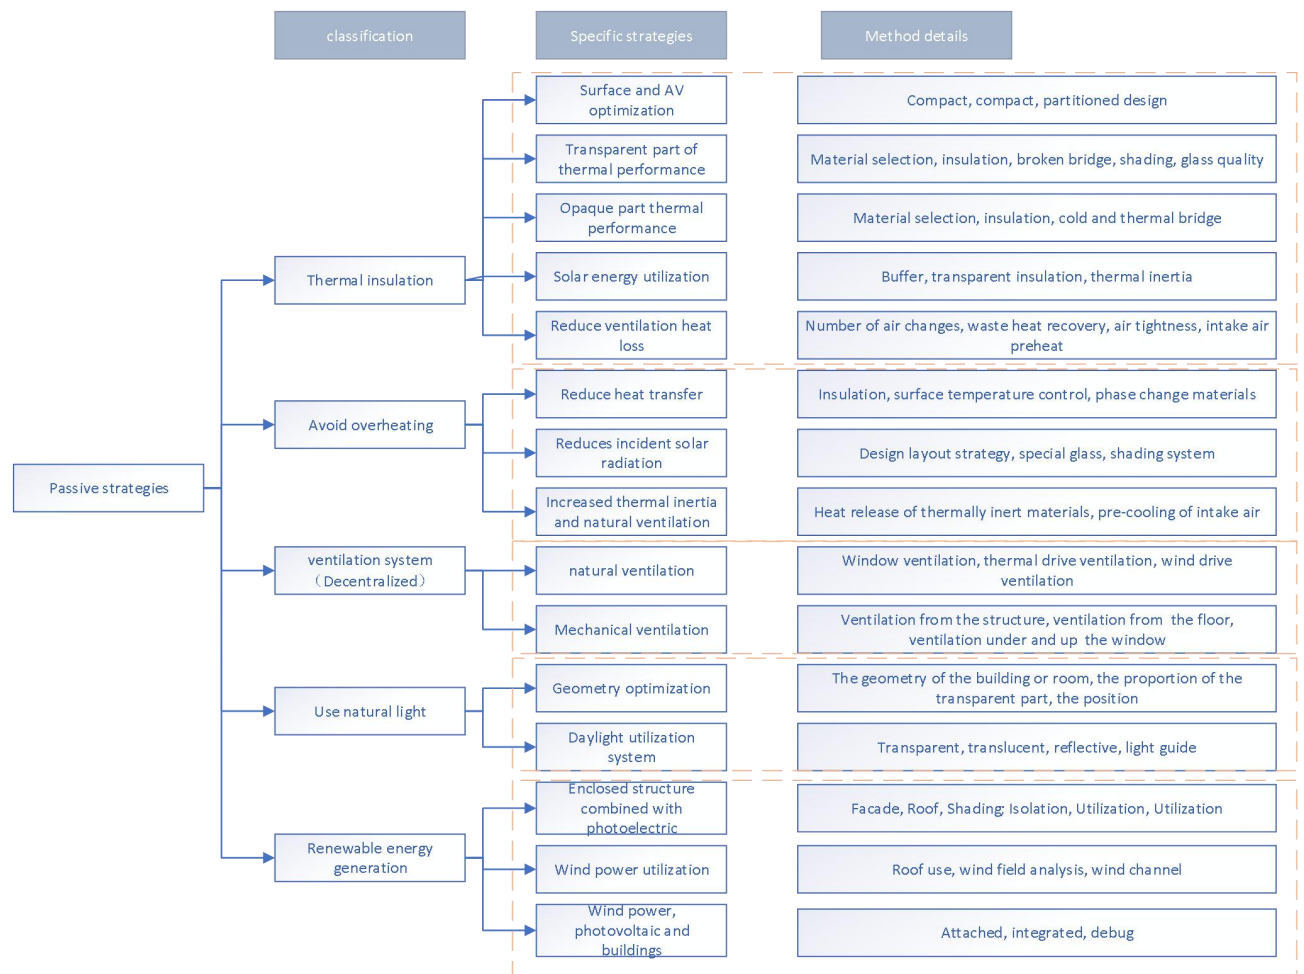 classification
Specific strategies
Method details
Passive strategies
Thermal insulation
Surface and AV
optimization
Compact, compact, partitioned design
Transparent part of
thermal performance
Material selection, insulation, broken bridge, shading, glass quality
Opaque part thermal
performance
Material selection, insulation, cold and thermal bridge
Solar energy utilization
Buffer, transparent insulation, thermal inertia
Reduce ventilation heat
loss
Number of air changes, waste heat recovery, air tightness, intake air
preheat
Avoid overheating
Reduce heat transfer
Insulation, surface temperature control, phase change materials
Reduces incident solar
radiation
Design layout strategy, special glass, shading system
Increased thermal inertia
and natural ventilation
Heat release of thermally inert materials, pre-cooling of intake air
ventilation system
（Decentralized）
natural ventilation
Window ventilation, thermal drive ventilation, wind drive
ventilation
Mechanical ventilation
Ventilation from the structure, ventilation from the floor,
ventilation under and up the window
Use natural light
Geometry optimization
The geometry of the building or room, the proportion of the
transparent part, the position
Daylight utilization
system
Transparent, translucent, reflective, light guide
Renewable energy
generation
Enclosed structure
combined with
photoelectric
Facade, Roof, Shading; Isolation, Utilization, Utilization
Wind power utilization
Roof use, wind field analysis, wind channel
Wind power,
photovoltaic and
buildings
Attached, integrated, debug